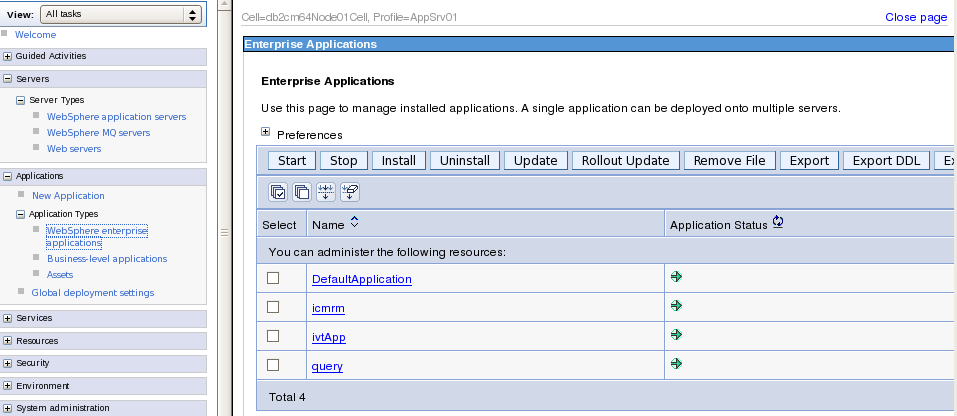 View: All tasks
Welcome
Guided Activities
Servers
Server Types
WebSphere application servers
WebSphere MQ servers
Web servers
Applications
New Application
Application Types
WebSphere enterprise
applications
Business-level applications
Assets
Global deployment settings
Services
Resources
Security
Environment
System administration
Cell=db2cm64Node01Cell, Profile=AppSrv01
Close page
Enterprise Applications
Enterprise Applications
Use this page to manage installed applications. A single application can be deployed onto multiple servers.
Preferences
Start Stop Install Uninstall Update Rollout Update Remove File Export Export DDL
Select Name Application Status
You can administer the following resources:
DefaultApplication
icmrm
ivtApp
query
Total 4